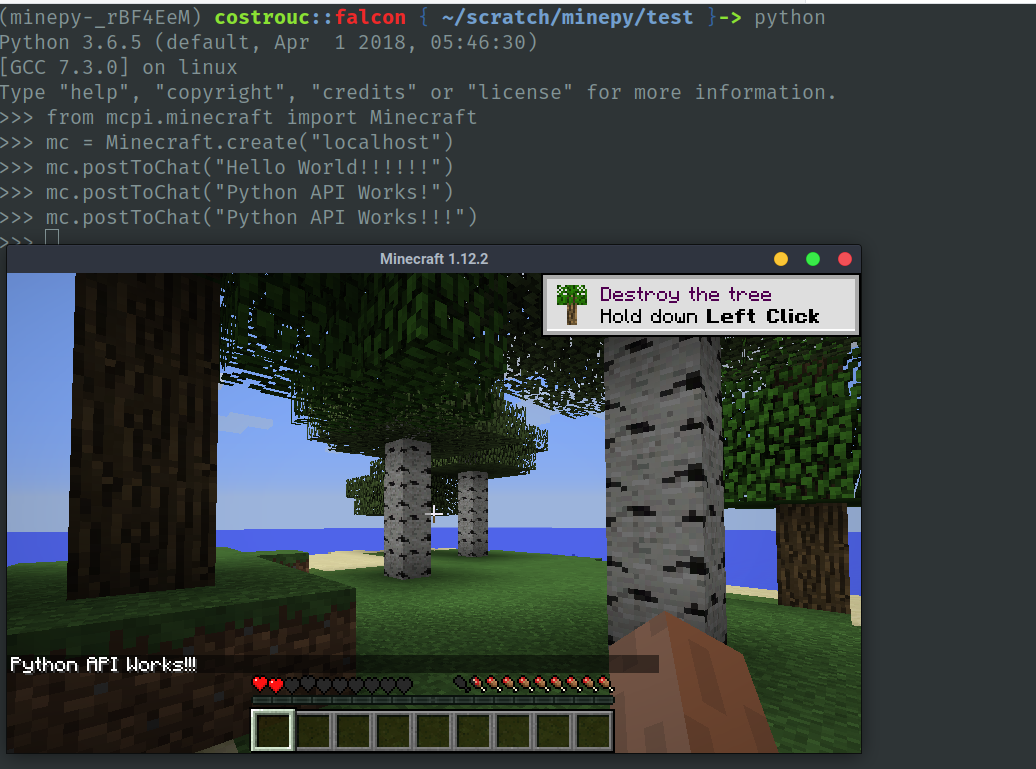 (minepy-_rBF4EeM) costrouc::falcon { ~/scratch/minepy/test }-> python
Python 3.6.5 (default, Apr  1 2018, 05:46:30)
[GCC 7.3.0] on linux
Type "help", "copyright", "credits" or "license" for more information.
>>> from mcpi.minecraft import Minecraft
>>> mc = Minecraft.create("localhost")
>>> mc.postToChat("Hello World!!!!!!")
>>> mc.postToChat("Python API Works!")
>>> mc.postToChat("Python API Works!!!")
>>>
Minecraft 1.12.2
Destroy the tree
Hold down Left Click
Python API Works!!!